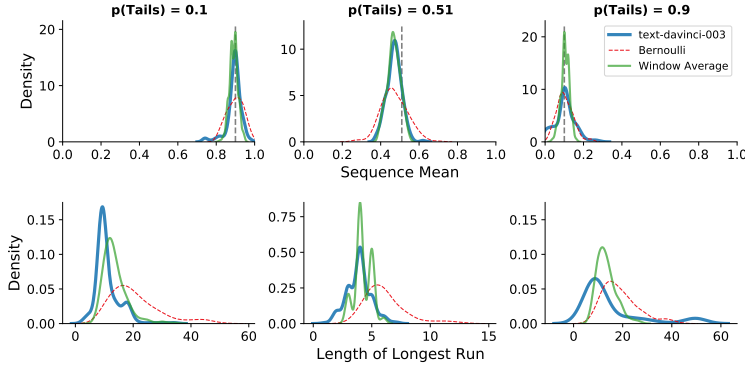 p(Tails) = 0.1
p(Tails) = 0.51
p(Tails) = 0.9
Density
20
10
0
0.0 0.2 0.4 0.6 0.8 1.0
10
5
0
0.0 0.2 0.4 0.6 0.8 1.0
Sequence Mean
20
10
0
0.0 0.2 0.4 0.6 0.8 1.0
text-davinci-003
Bernoulli
Window Average
Density
0.15
0.10
0.05
0.00
0 20 40 60
0.75
0.50
0.25
0.00
0 5 10 15
Length of Longest Run
0.15
0.10
0.05
0.00
0 20 40 60